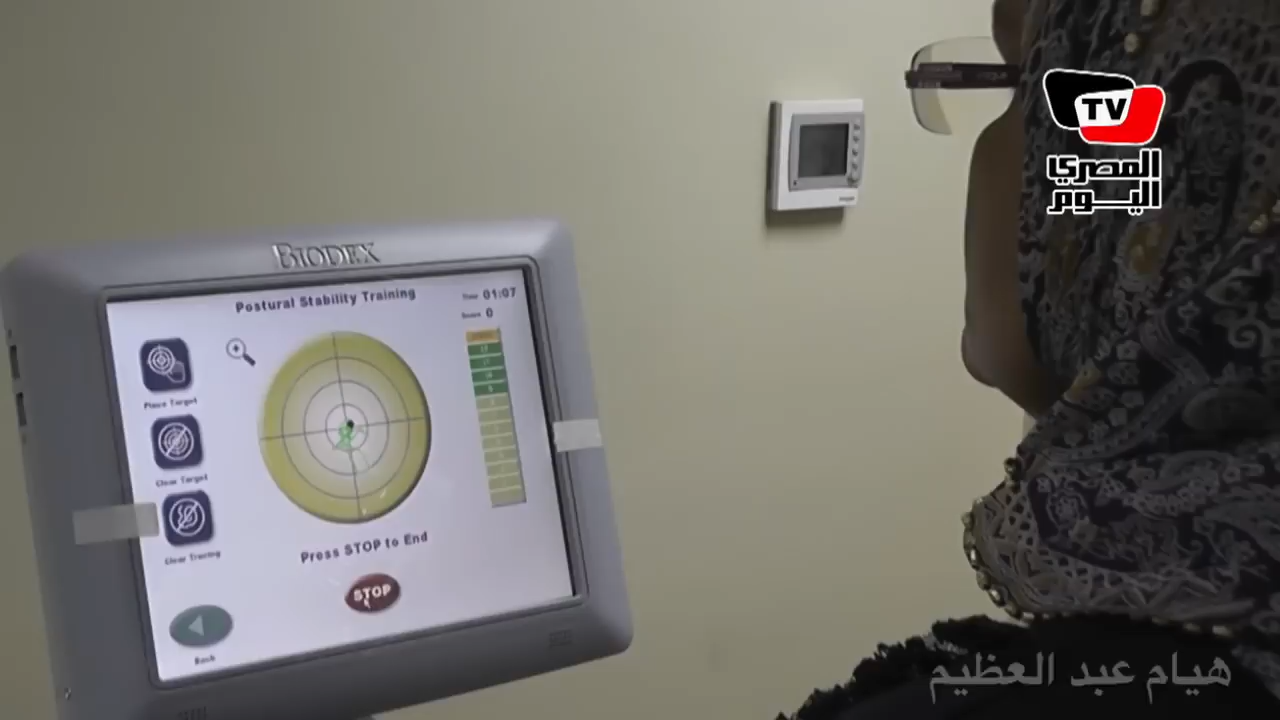 BIODEX
Postural Stability Training
Time 01:07
Score 0
Place Target
Clear Target
Clear Tracing
Press STOP to End
STOP
Back
TV
المصري
اليوم
هيام عبد العظيم